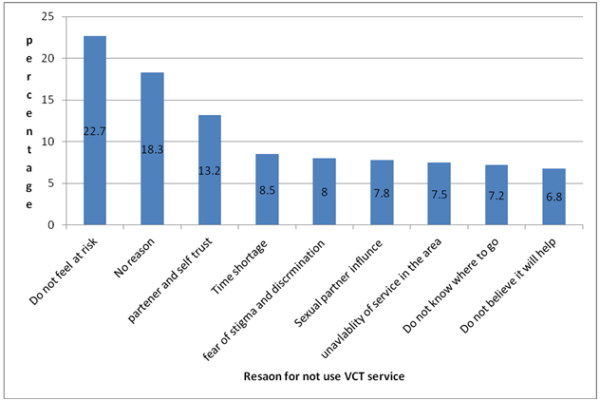 percentage
25
20
15
10
5
0
22.7
18.3
13.2
8.5
8
7.8
7.5
7.2
6.8
Do not feel at risk
No reason
partener and self trust
Time shortage
fear of stigma and discrmination
Sexual partner influnce
unavlablity of service in the area
Do not know where to go
Do not believe it will help
Resaon for not use VCT service